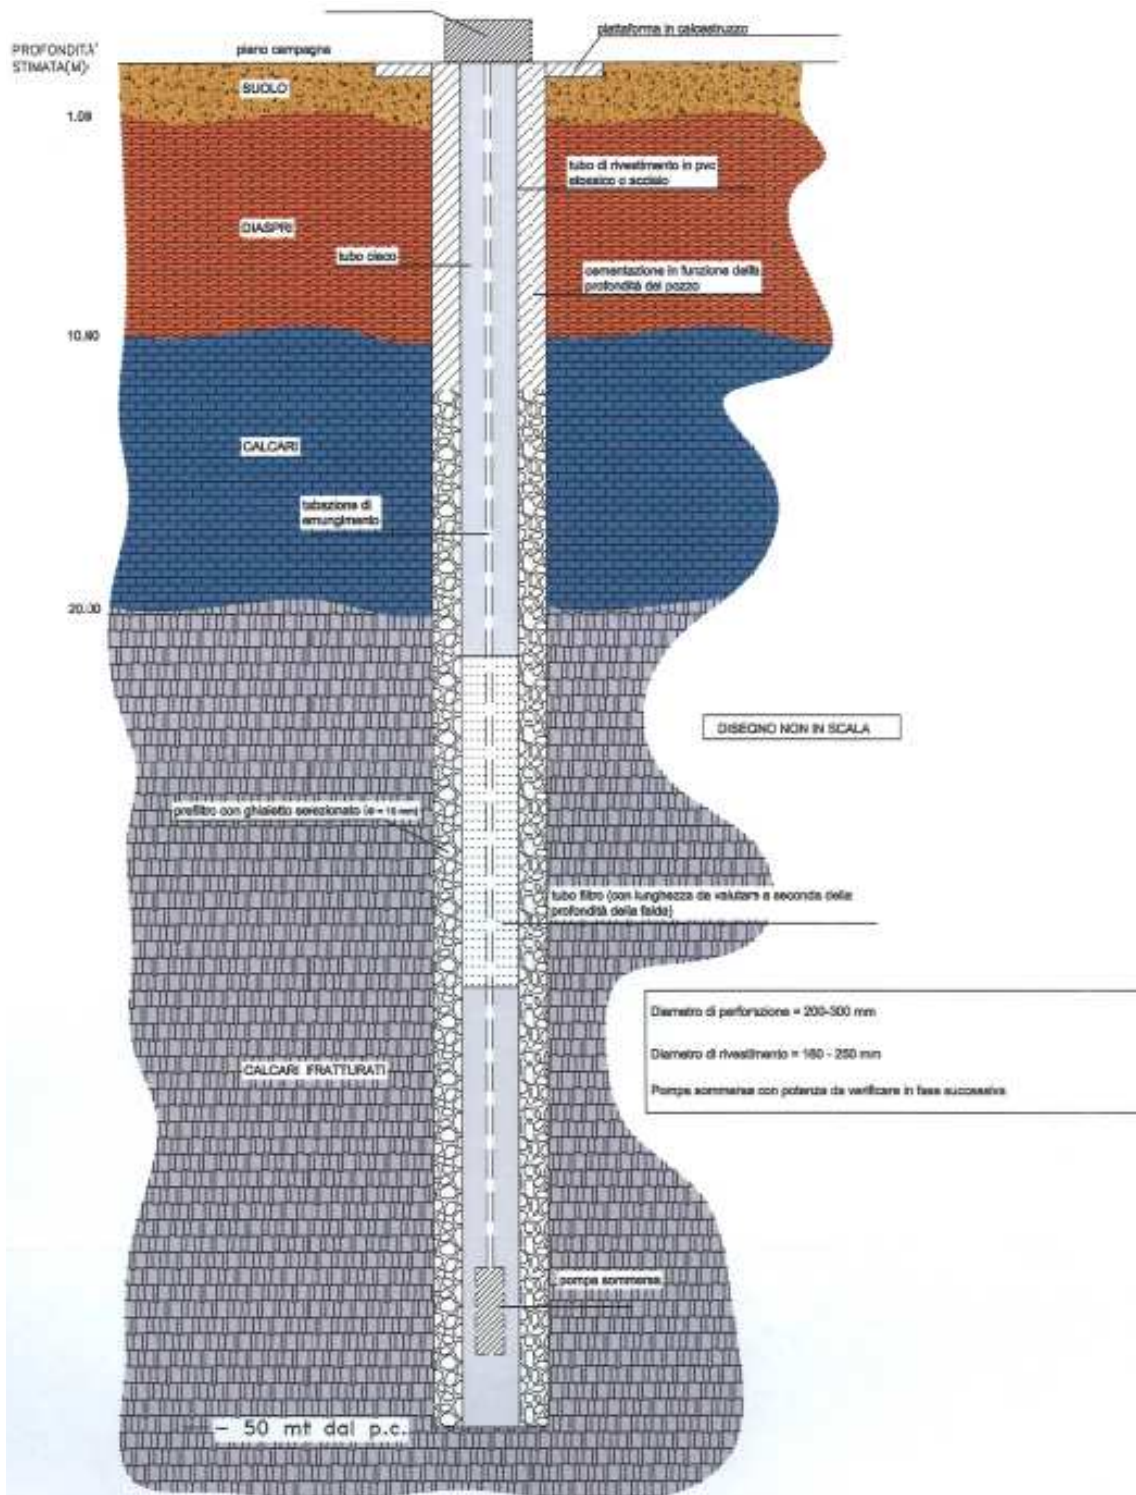 piattaforma in calcestruzzo
piano campagna
PROFONDITA'
STIMATA(M)
SUOLO
1.00
tubo di rivestimento in pvc
atossico o acciaio
DIASPRI
tubo cieco
cementazione in funzione della
profondità del pozzo
10.00
CALCARI
tubazione di
emungimento
20.00
DISEGNO NON IN SCALA
prefiltro con ghiaietto selezionato
tubo filtro (con lunghezza da valutare a seconda della
profondità della falda)
Diametro di perforazione = 200-300 mm
Diametro di rivestimento = 160 - 250 mm
CALCARI FRATTURATI
Pompa sommersa con potenza da verificare in fase successiva
pompa sommersa
- 50 mt dal p.c.